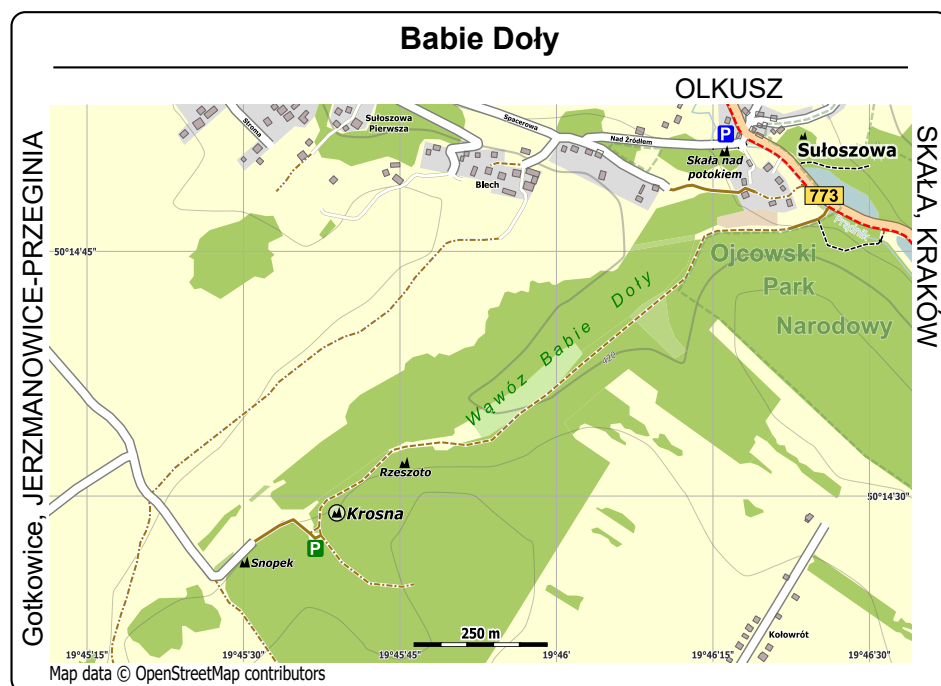 Babie Doły
OLKUSZ
Gotkowice, JERZMANOWICE-PRZEGINIA
SKAŁA, KRAKÓW
Stroma
Sułoszowa
Pierwsza
Spacerowa
Nad Źródłem
P
Skała nad
potokiem
Sułoszowa
Błech
773
Prądnik
50°14'45"
Ojcowski
Park
Narodowy
Wąwóz Babie Doły
420
Rzeszoto
50°14'30"
Krosna
P
Snopek
Kołowrót
250 m
19°45'15"
19°45'30"
19°45'45"
19°46'
19°46'15"
19°46'30"
Map data © OpenStreetMap contributors